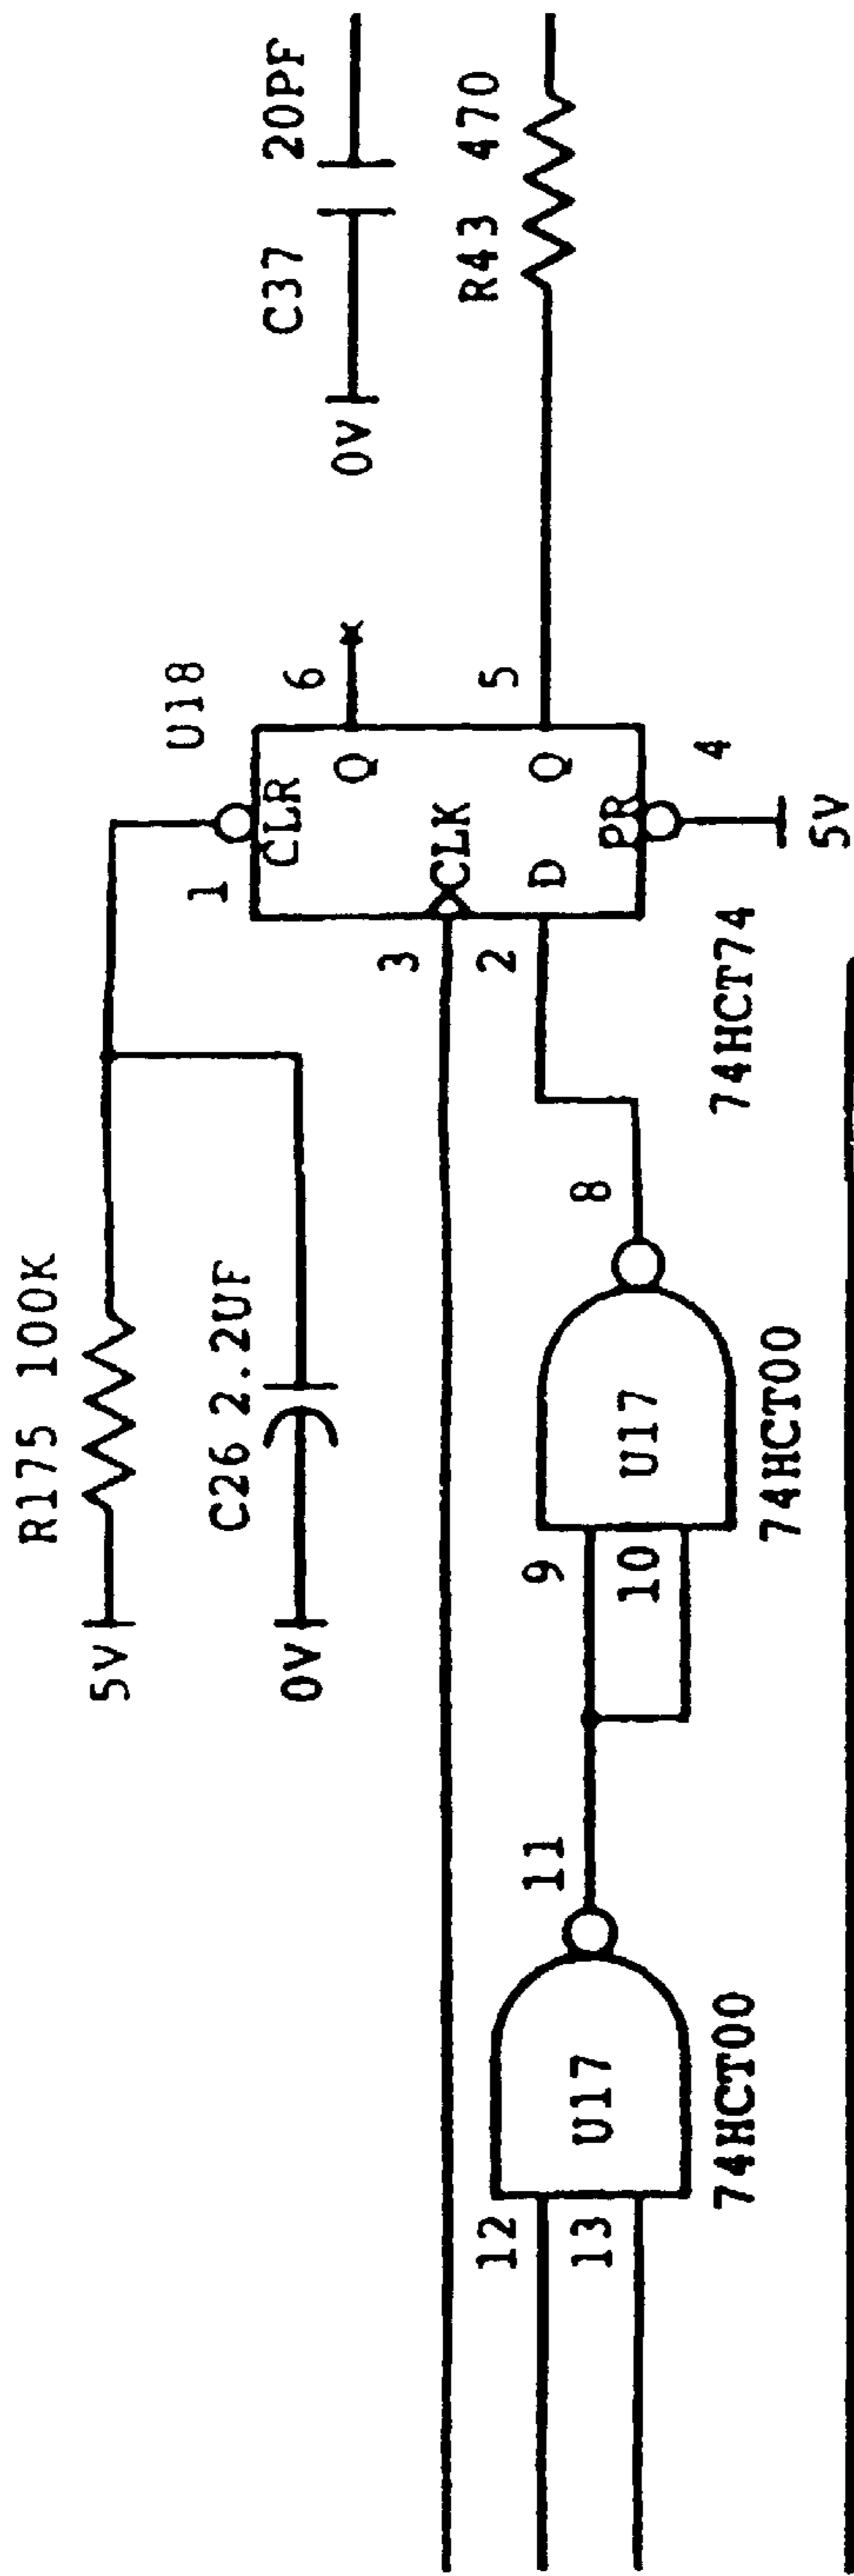 R175 100K
5V
C26 2.2UF
0V
U18
1
CLR
6
Q
3
CLK
2
D
Q
5
PR
4
5V
74HCT74
C37 20PF
0V
R43 470
12
13
U17
11
74HCT00
9
10
U17
8
74HCT00